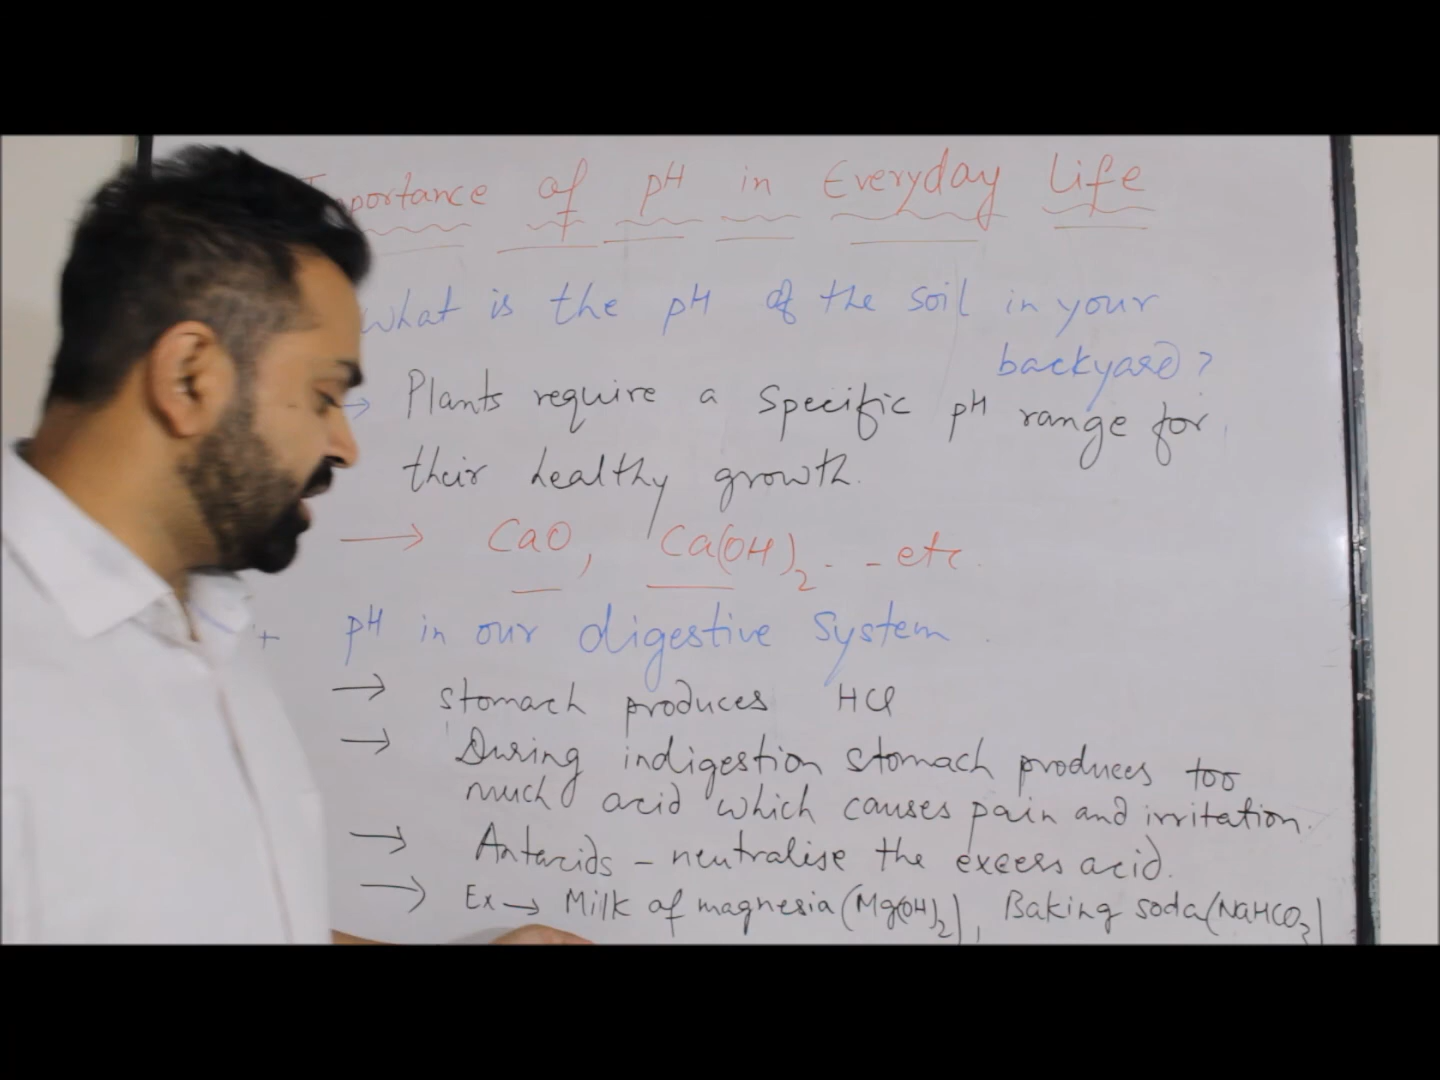 Importance of pH in Everyday Life
What is the pH of the soil in your
backyard?
→ Plants require a specific pH range for
their healthy growth.
→ CaO, Ca(OH)2 . - etc.
+ pH in our digestive system.
→ stomach produces HCl
→ During indigestion stomach produces too
much acid which causes pain and irritation.
→ Antacids – neutralise the excess acid.
→ Ex → Milk of magnesia (Mg(OH)2), Baking soda (NaHCO3)